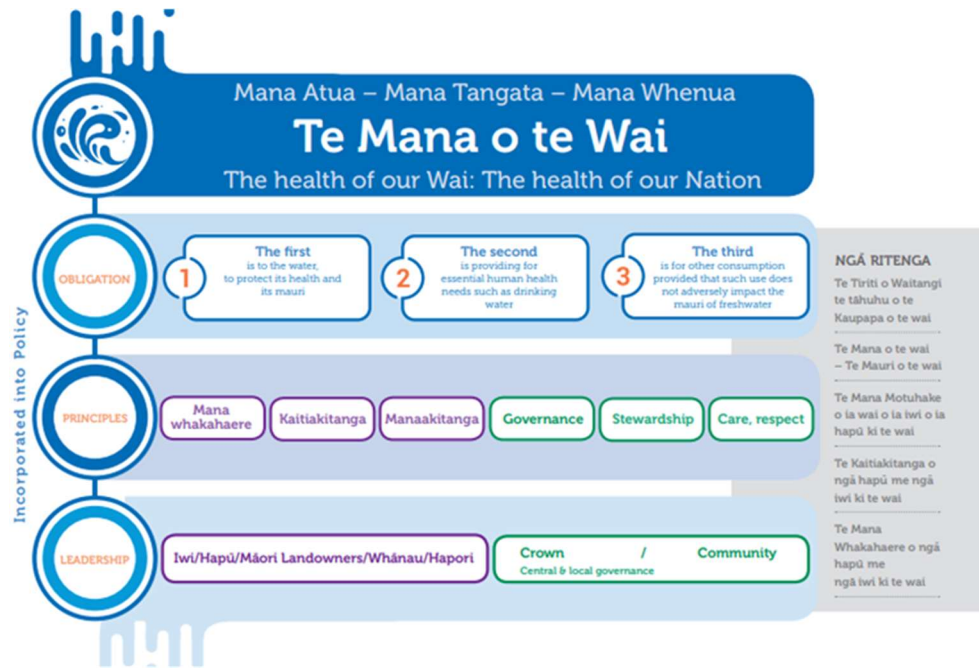 Mana Atua – Mana Tangata – Mana Whenua
Te Mana o te Wai
The health of our Wai: The health of our Nation
Incorporated into Policy
OBLIGATION
1
The first
is to the water,
to protect its health and
its mauri
2
The second
is providing for
essential human health
needs such as drinking
water
3
The third
is for other consumption
provided that such use does
not adversely impact the
mauri of freshwater
PRINCIPLES
Mana
whakahaere
Kaitiakitanga
Manaakitanga
Governance
Stewardship
Care, respect
LEADERSHIP
Iwi/Hapū/Māori Landowners/Whānau/Hapori
Crown / Community
Central & local governance
NGĀ RITENGA
Te Tiriti o Waitangi
te tāhuhu o te
Kaupapa o te wai
Te Mana o te wai
– Te Mauri o te wai
Te Mana Motuhake
o ia wai o ia iwi o ia
hapū ki te wai
Te Kaitiakitanga o
ngā hapū me ngā
iwi ki te wai
Te Mana
Whakahaere o ngā
hapū me
ngā iwi ki te wai